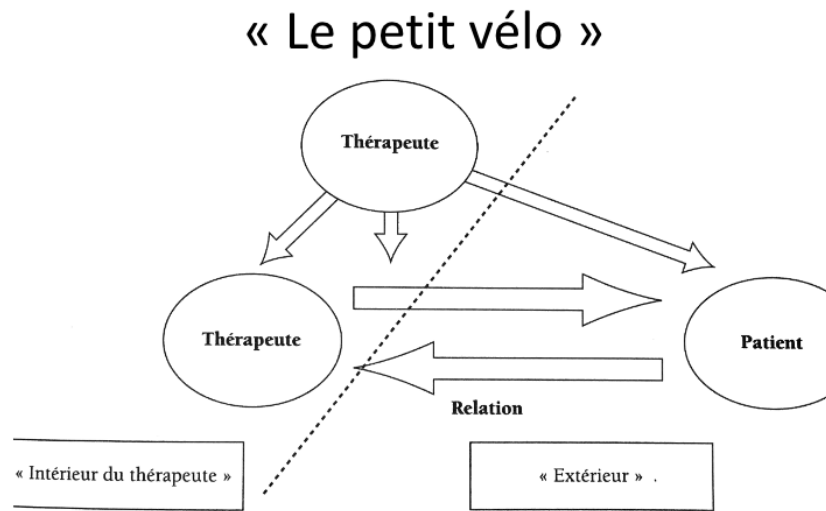 « Le petit vélo »
Thérapeute
Thérapeute
Patient
Relation
« Intérieur du thérapeute »
« Extérieur » .